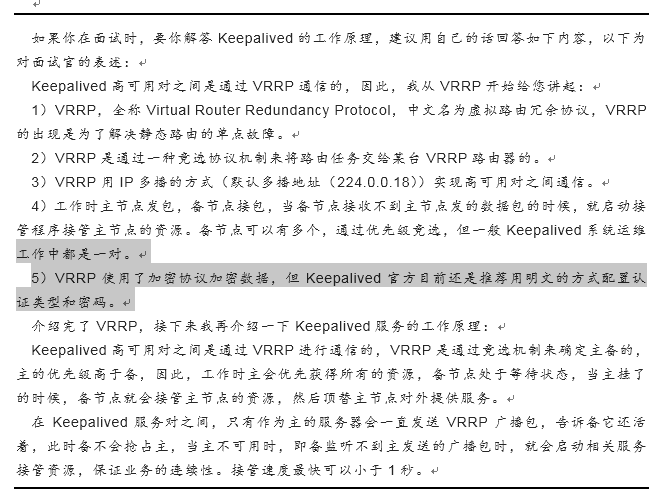 如果你在面试时，要你解答 Keepalived 的工作原理，建议用自己的话回答如下内容，以下为
对面试官的表述：
Keepalived 高可用对之间是通过 VRRP 通信的，因此，我从 VRRP 开始给您讲起：
1）VRRP，全称 Virtual Router Redundancy Protocol，中文名为虚拟路由冗余协议，VRRP
的出现是为了解决静态路由的单点故障。
2）VRRP 是通过一种竞选协议机制来将路由任务交给某台 VRRP 路由器的。
3）VRRP 用 IP 多播的方式（默认多播地址（224.0.0.18））实现高可用对之间通信。
4）工作时主节点发包，备节点接包，当备节点接收不到主节点发的数据包的时候，就启动接
管程序接管主节点的资源。备节点可以有多个，通过优先级竞选，但一般 Keepalived 系统运维
工作中都是一对。
5）VRRP 使用了加密协议加密数据，但 Keepalived 官方目前还是推荐用明文的方式配置认
证类型和密码。
介绍完了 VRRP，接下来我再介绍一下 Keepalived 服务的工作原理：
Keepalived 高可用对之间是通过 VRRP 进行通信的，VRRP 是通过竞选机制来确定主备的，
主的优先级高于备，因此，工作时主会优先获得所有的资源，备节点处于等待状态，当主挂了
的时候，备节点就会接管主节点的资源，然后顶替主节点对外提供服务。
在 Keepalived 服务对之间，只有作为主的服务器会一直发送 VRRP 广播包，告诉备它还活
着，此时备不会抢占主，当主不可用时，即备监听不到主发送的广播包时，就会启动相关服务
接管资源，保证业务的连续性。接管速度最快可以小于 1 秒。